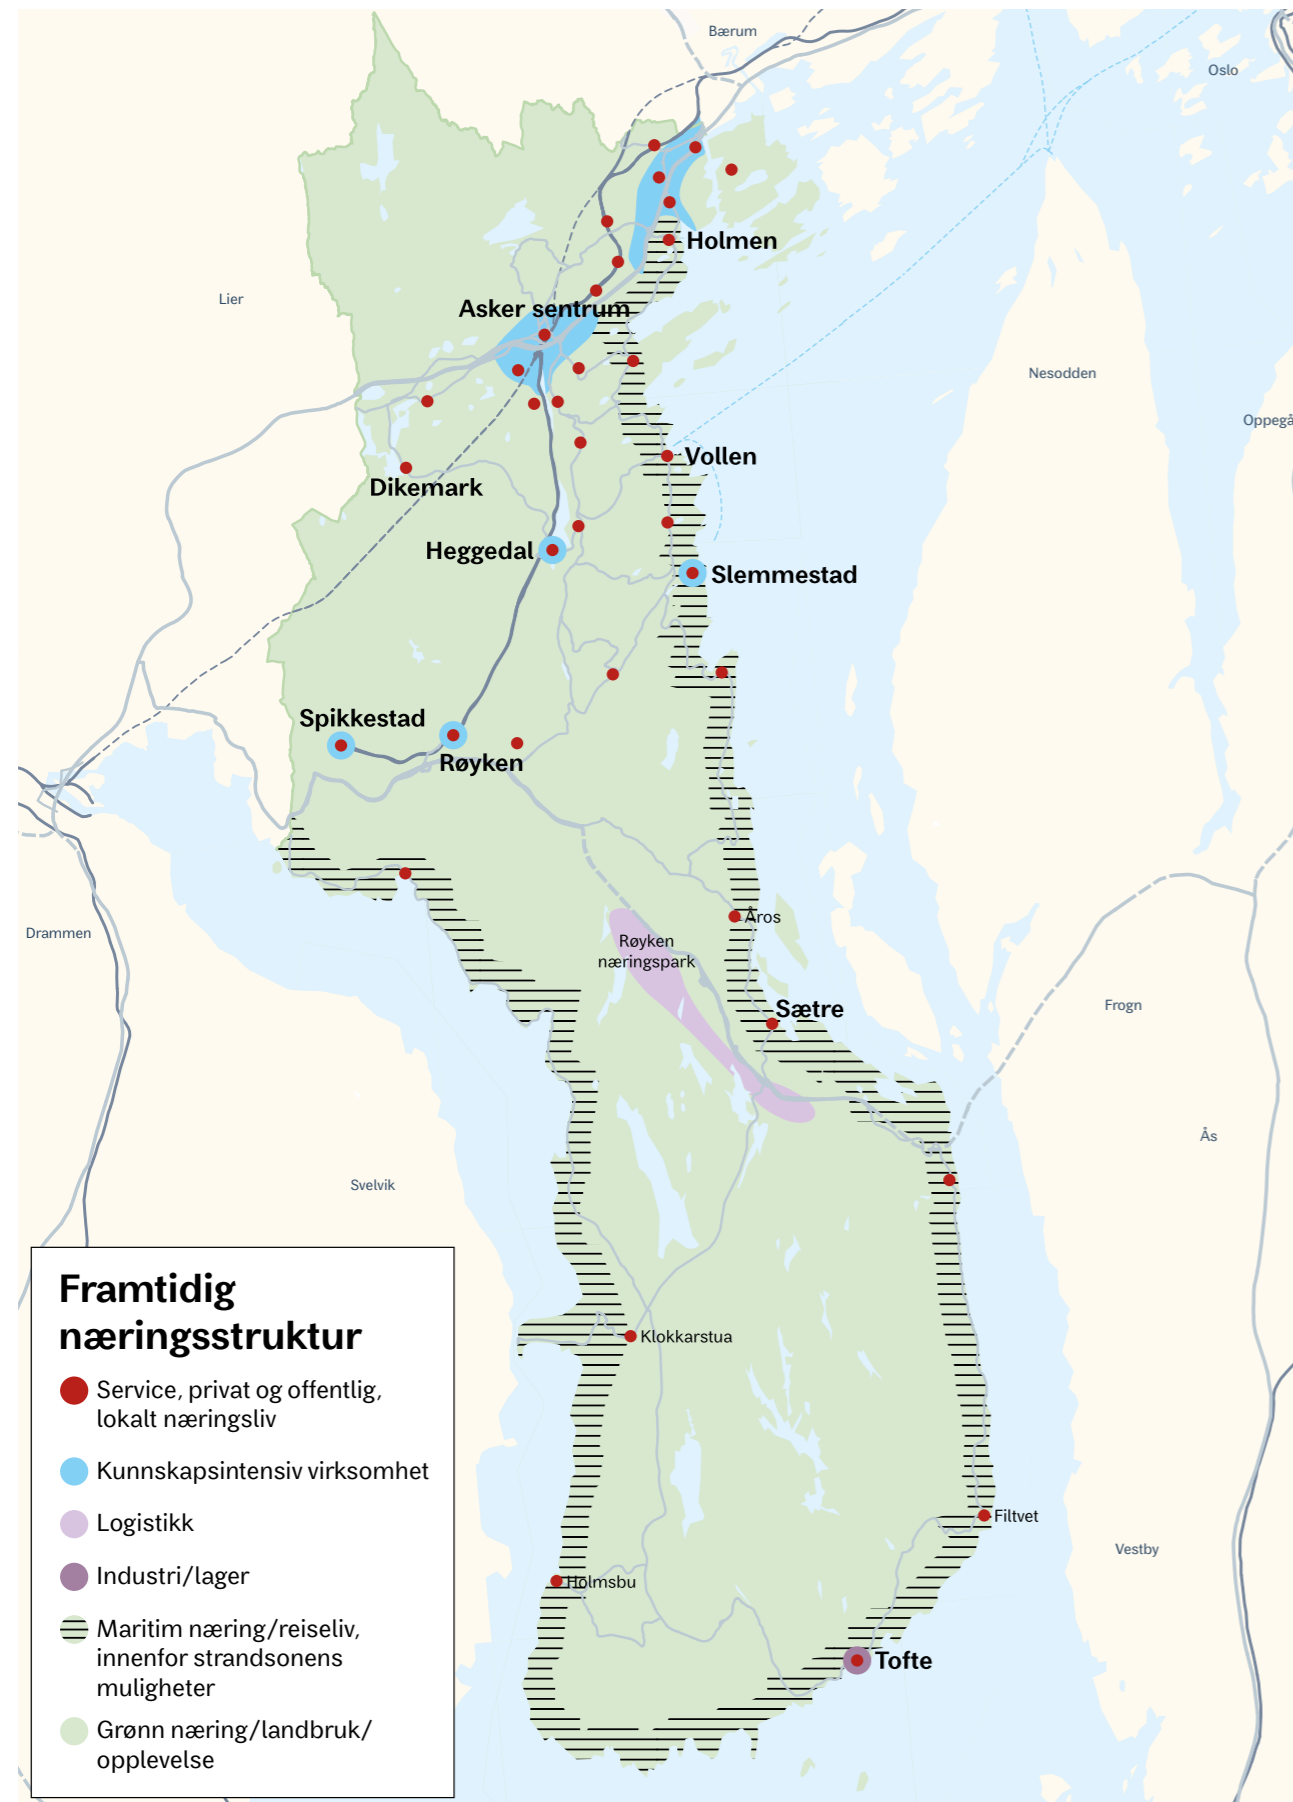 Bærum
Oslo
Holmen
Lier
Asker sentrum
Nesodden
Oppegå
Vollen
Dikemark
Heggedal
Slemmestad
Spikkestad
Røyken
Åros
Drammen
Røyken
næringspark
Sætre
Frogn
Ås
Svelvik
Klokkarstua
Filtvet
Vestby
Holmsbu
Tofte
Framtidig
næringsstruktur
Service, privat og offentlig,
lokalt næringsliv
Kunnskapsintensiv virksomhet
Logistikk
Industri/lager
Maritim næring/reiseliv,
innenfor strandsonens
muligheter
Grønn næring/landbruk/
opplevelse